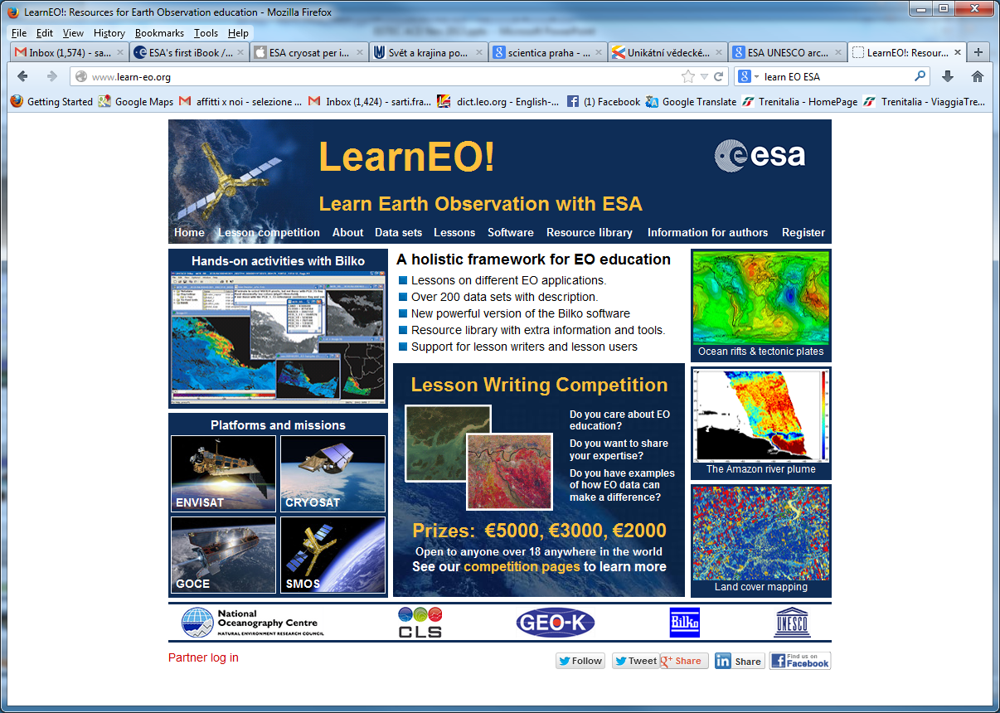 LearnEO!: Resources for Earth Observation education - Mozilla Firefox
File Edit View History Bookmarks Tools Help
Inbox (1,574) - sa... ESA's first iBook /... ESA cryosat per i... Svět a krajina po... scientica praha - ... Unikátní vědecké... ESA UNESCO arc... LearnEO!: Resour...
www.learn-eo.org learn EO ESA
Getting Started Google Maps affitti x noi - selezione ... Inbox (1,424) - sarti.fra... dict.leo.org - English-... (1) Facebook Google Translate Trenitalia - HomePage Trenitalia - ViaggiaTre...
LearnEO!
esa
Learn Earth Observation with ESA
Home Lesson competition About Data sets Lessons Software Resource library Information for authors Register
Hands-on activities with Bilko
Platforms and missions
ENVISAT CRYOSAT
GOCE SMOS
A holistic framework for EO education
Lessons on different EO applications.
Over 200 data sets with description.
New powerful version of the Bilko software
Resource library with extra information and tools.
Support for lesson writers and lesson users
Lesson Writing Competition
Do you care about EO
education?
Do you want to share
your expertise?
Do you have examples
of how EO data can
make a difference?
Prizes: €5000, €3000, €2000
Open to anyone over 18 anywhere in the world
See our competition pages to learn more
Ocean rifts & tectonic plates
The Amazon river plume
Land cover mapping
National
Oceanography Centre
NATURAL ENVIRONMENT RESEARCH COUNCIL
CLS
GEO-K
Bilko
UNESCO
Partner log in
Follow Tweet Share Share Find us on
Facebook